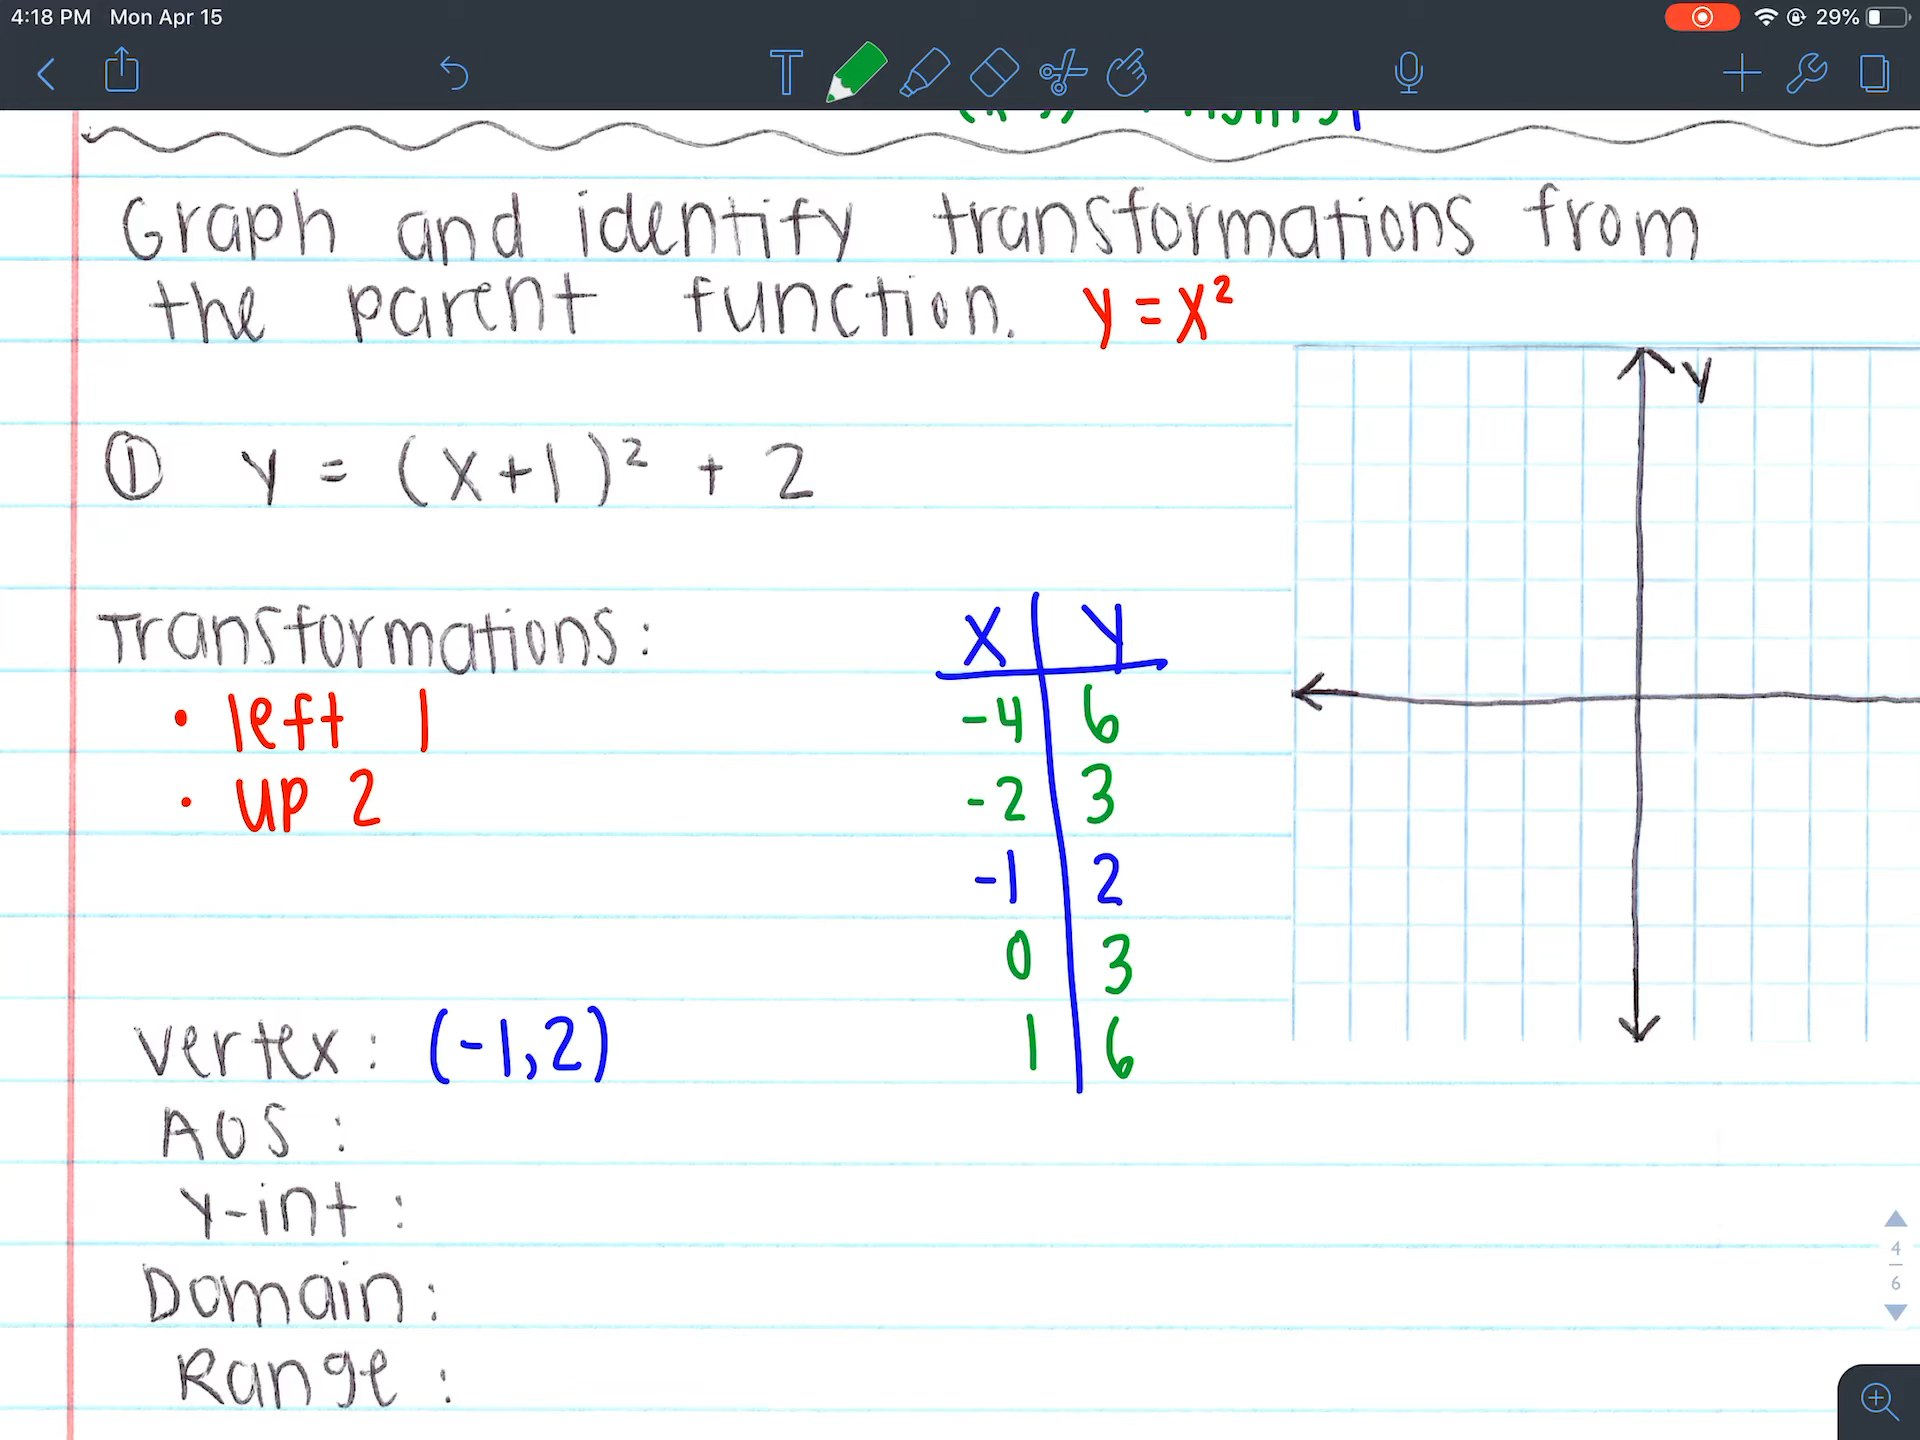 4:18 PM Mon Apr 15
29%
T
Graph and identify transformations from
the parent function. y = x²
① y = (x+1)² + 2
Transformations:
• left 1
• up 2
X Y
-4 6
-2 3
-1 2
0 3
1 6
y
vertex: (-1,2)
AOS:
y-int:
Domain:
Range:
4
6